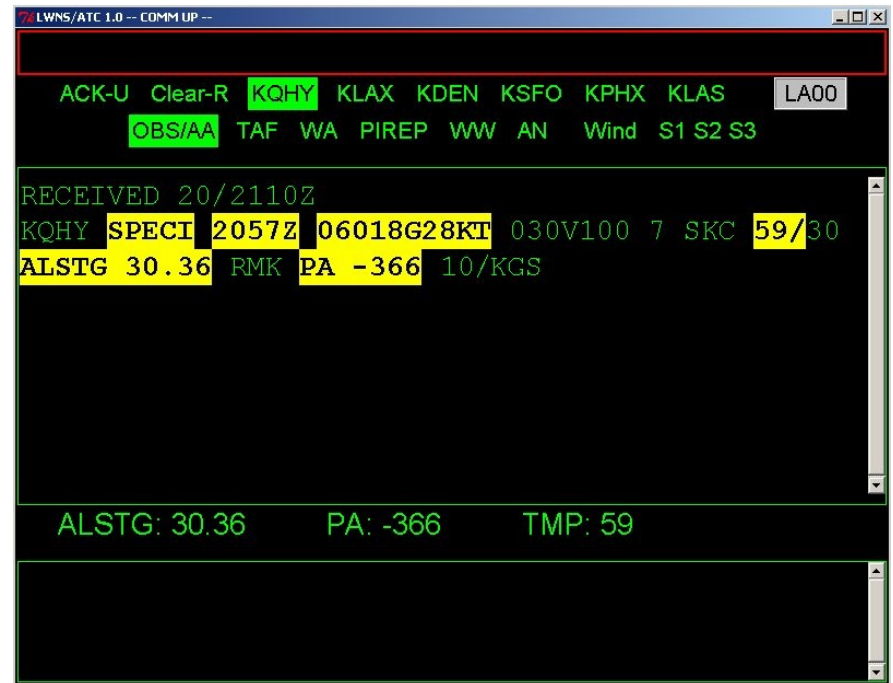 LWNS/ATC 1.0 -- COMM UP --
ACK-U Clear-R KQHY KLAX KDEN KSFO KPHX KLAS LA00
OBS/AA TAF WA PIREP WW AN Wind S1 S2 S3
RECEIVED 20/2110Z
KQHY SPECI 2057Z 06018G28KT 030V100 7 SKC 59/30
ALSTG 30.36 RMK PA -366 10/KGS
ALSTG: 30.36 PA: -366 TMP: 59